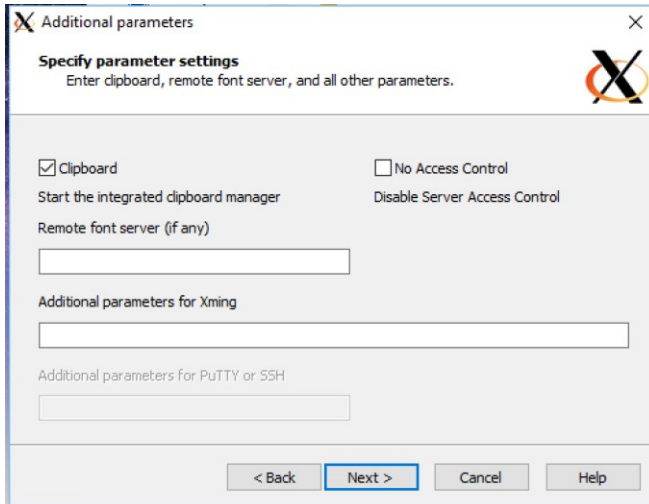 Additional parameters
Specify parameter settings
Enter clipboard, remote font server, and all other parameters.
Clipboard
No Access Control
Start the integrated clipboard manager
Disable Server Access Control
Remote font server (if any)
Additional parameters for Xming
Additional parameters for PuTTY or SSH
< Back
Next >
Cancel
Help